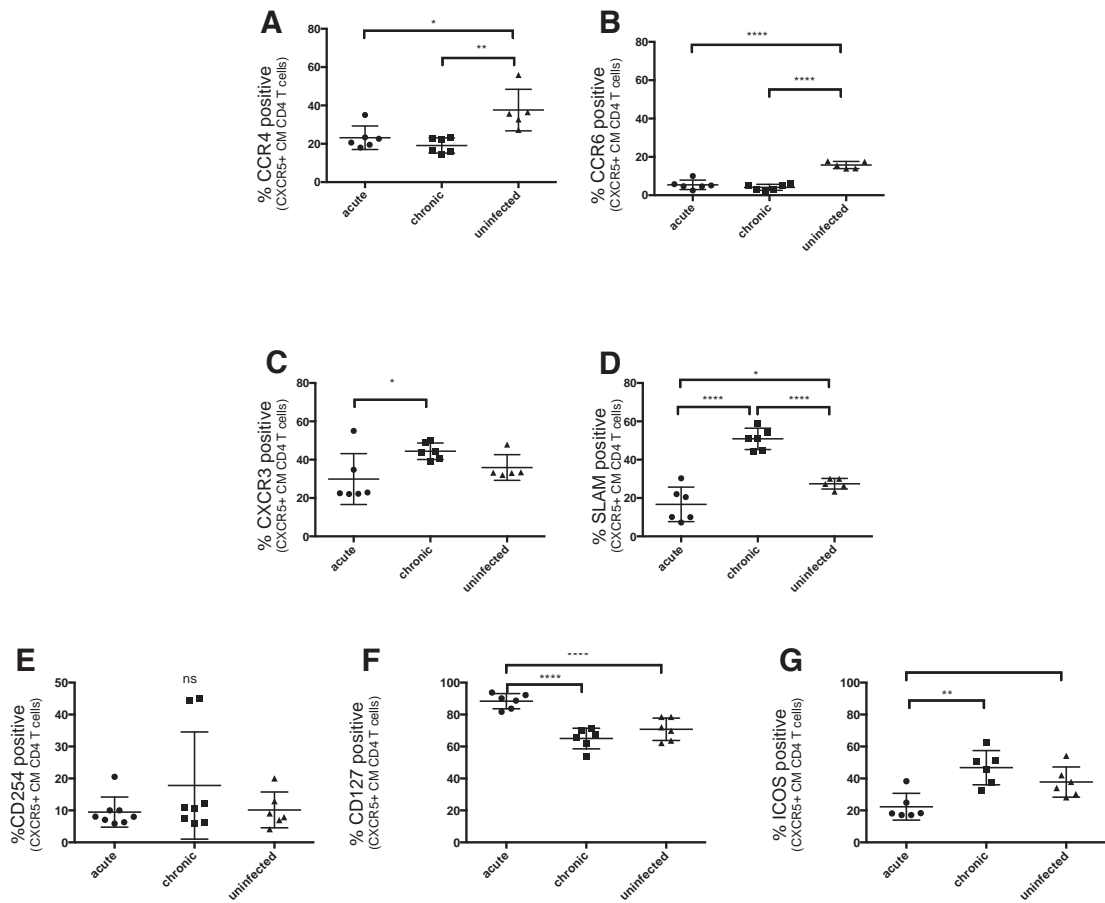 A
% CCR4 positive
(CXCR5+ CM CD4 T cells)
80
60
40
20
0
*
**
acute
chronic
uninfected
B
% CCR6 positive
(CXCR5+ CM CD4 T cells)
80
60
40
20
0
****
****
acute
chronic
uninfected
C
% CXCR3 positive
(CXCR5+ CM CD4 T cells)
80
60
40
20
0
*
acute
chronic
uninfected
D
% SLAM positive
(CXCR5+ CM CD4 T cells)
80
60
40
20
0
*
****
****
acute
chronic
uninfected
E
%CD254 positive
(CXCR5+ CM CD4 T cells)
50
40
30
20
10
0
ns
acute
chronic
uninfected
F
% CD127 positive
(CXCR5+ CM CD4 T cells)
100
80
60
40
20
0
****
****
acute
chronic
uninfected
G
% ICOS positive
(CXCR5+ CM CD4 T cells)
100
80
60
40
20
0
**
acute
chronic
uninfected